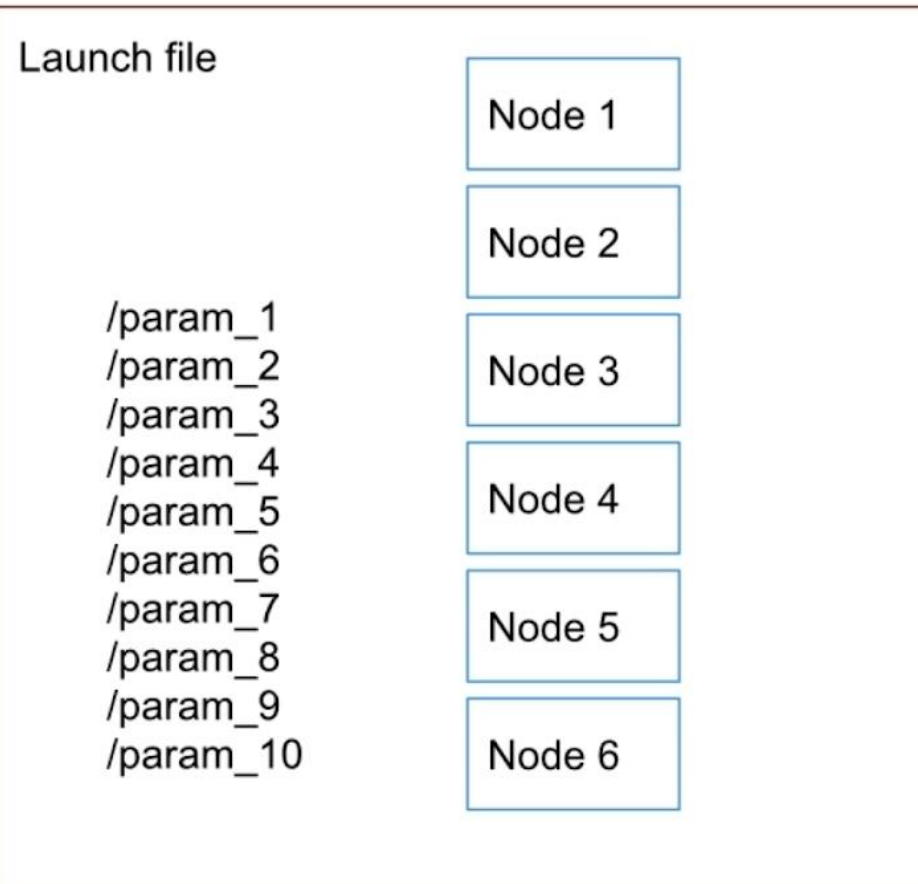 Launch file
/param_1
/param_2
/param_3
/param_4
/param_5
/param_6
/param_7
/param_8
/param_9
/param_10
Node 1
Node 2
Node 3
Node 4
Node 5
Node 6